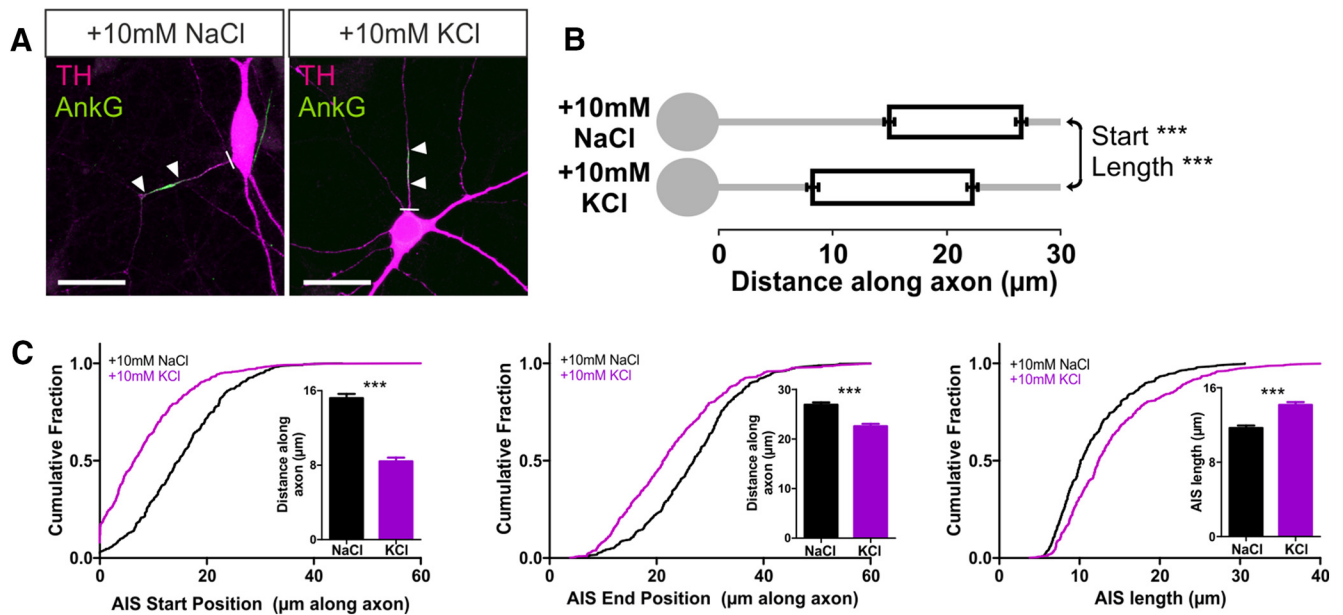 A
+10mM NaCl
+10mM KCl
TH
AnkG
TH
AnkG
B
+10mM
NaCl
+10mM
KCl
Start ***
Length ***
0 10 20 30
Distance along axon (µm)
C
Cumulative Fraction
1.0
0.5
0.0
+10mM NaCl
+10mM KCl
0 20 40 60
AIS Start Position (µm along axon)
Distance along
axon (µm)
16
8
0
***
NaCl KCl
Cumulative Fraction
1.0
0.5
0.0
+10mM NaCl
+10mM KCl
0 20 40 60
AIS End Position (µm along axon)
Distance along
axon (µm)
30
20
10
0
***
NaCl KCl
Cumulative Fraction
1.0
0.5
0.0
+10mM NaCl
+10mM KCl
0 10 20 30 40
AIS length (µm)
AIS length (µm)
16
8
0
***
NaCl KCl